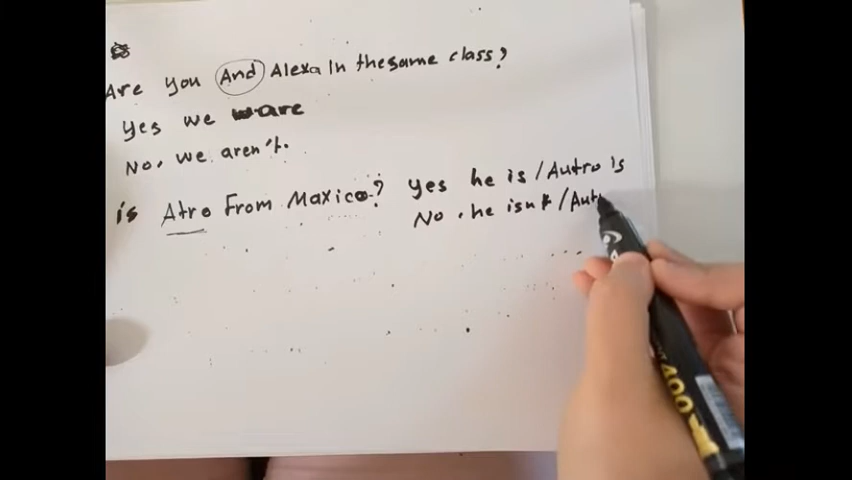 Are you And Alexa In the same class?
Yes we are
No, we aren't.
is Atro From Maxico? yes he is / Autro is
No, he isn't / Aut
400